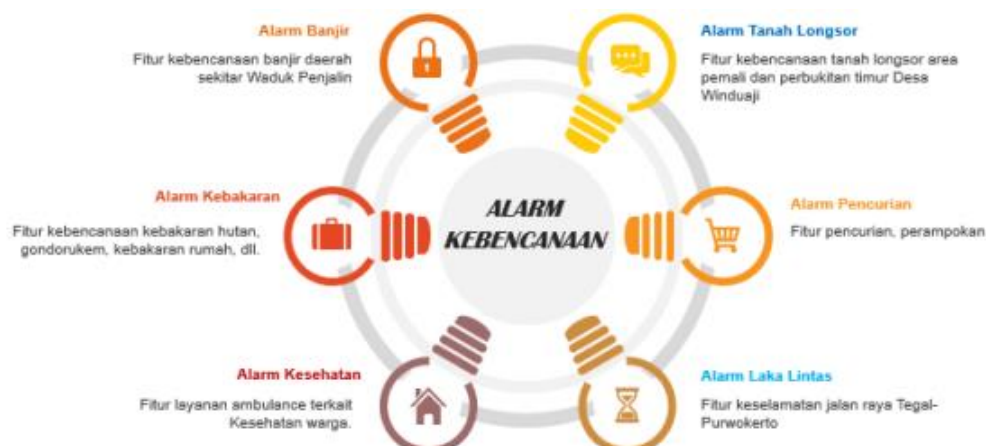 Alarm Banjir
Fitur kebencanaan banjir daerah
sekitar Waduk Penjalin
Alarm Tanah Longsor
Fitur kebencanaan tanah longsor area
pemali dan perbukitan timur Desa
Winduaji
Alarm Kebakaran
Fitur kebencanaan kebakaran hutan,
gondorukem, kebakaran rumah, dll.
ALARM
KEBENCANAAN
Alarm Pencurian
Fitur pencurian, perampokan
Alarm Kesehatan
Fitur layanan ambulance terkait
Kesehatan warga.
Alarm Laka Lintas
Fitur keselamatan jalan raya Tegal-
Purwokerto